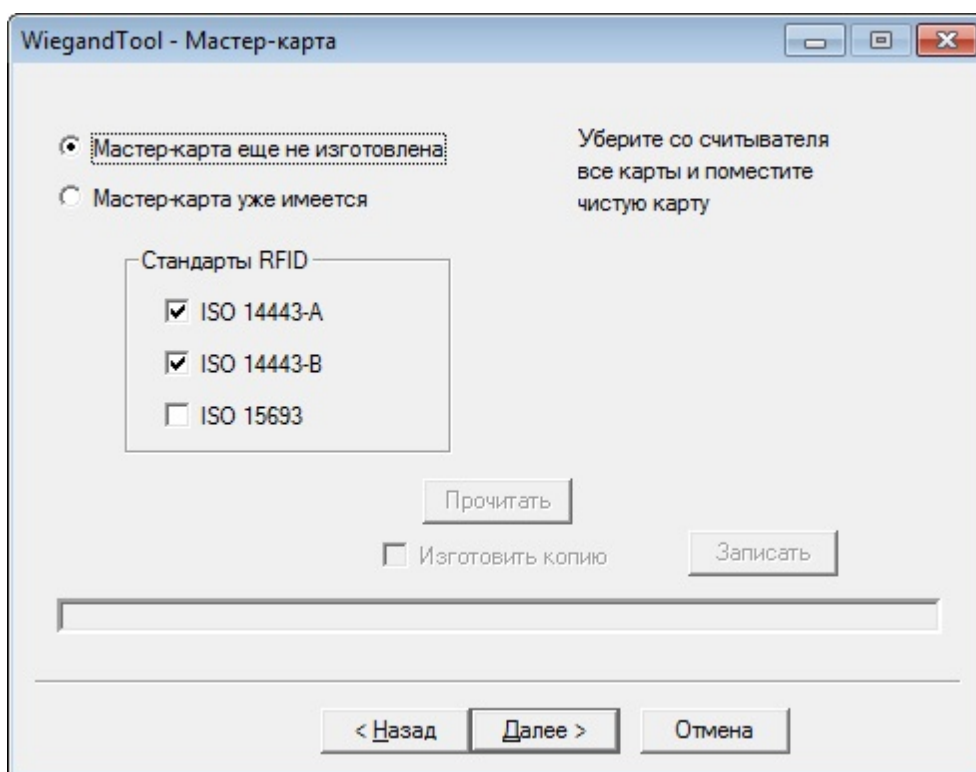 WiegandTool - Мастер-карта
Мастер-карта еще не изготовлена
Мастер-карта уже имеется
Уберите со считывателя
все карты и поместите
чистую карту
Стандарты RFID
ISO 14443-A
ISO 14443-B
ISO 15693
Прочитать
Изготовить копию
Записать
< Назад
Далее >
Отмена